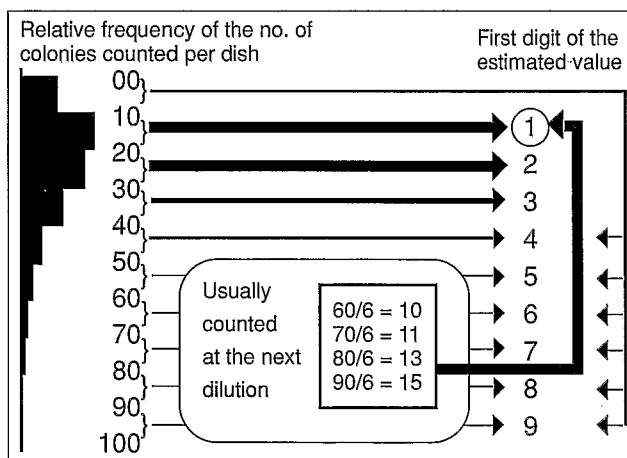 Relative frequency of the no. of
colonies counted per dish
First digit of the
estimated value
00}
10}
20}
30}
40}
50}
60}
70}
80}
90}
100
1
2
3
4
5
6
7
8
9
Usually
counted
at the next
dilution
60/6 = 10
70/6 = 11
80/6 = 13
90/6 = 15